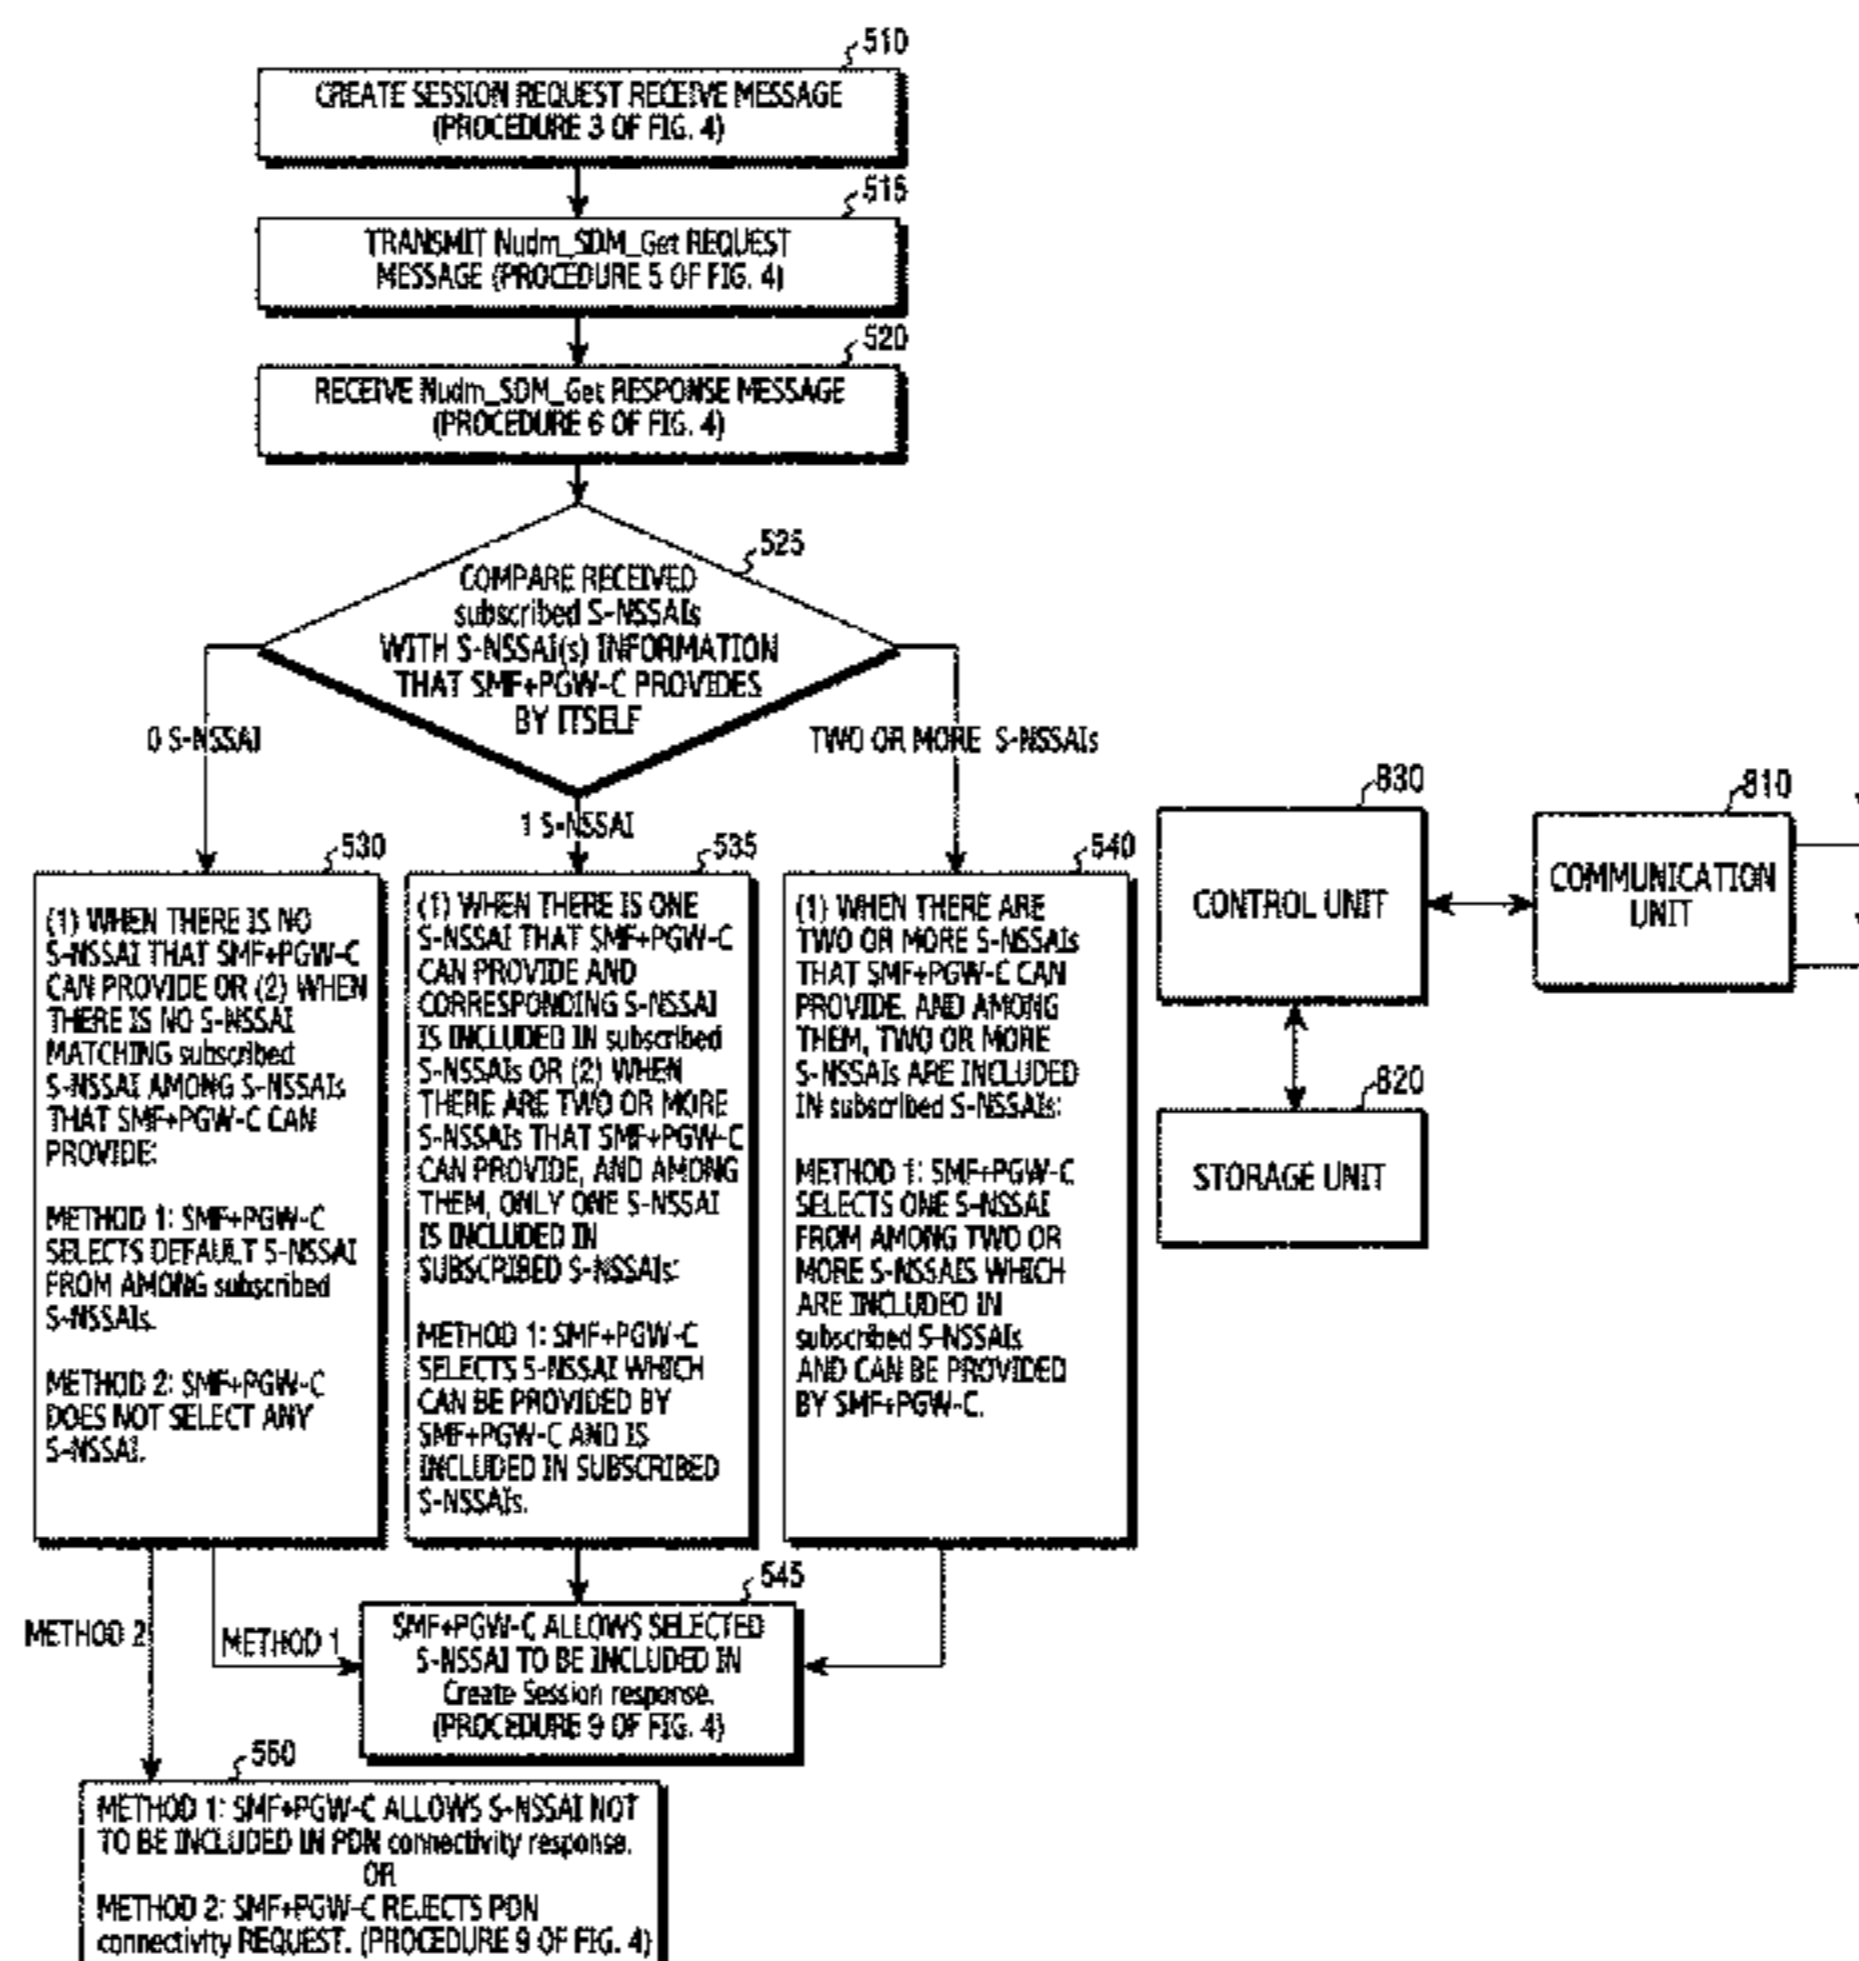 510
CREATE SESSION REQUEST RECEIVE MESSAGE
(PROCEDURE 3 OF FIG. 4)
515
TRANSMIT Nudm_SDM_Get REQUEST
MESSAGE (PROCEDURE 5 OF FIG. 4)
520
RECEIVE Nudm_SDM_Get RESPONSE MESSAGE
(PROCEDURE 6 OF FIG. 4)
525
COMPARE RECEIVED
subscribed S-NSSAIs
WITH S-NSSAI(s) INFORMATION
THAT SMF+PGW-C PROVIDES
BY ITSELF
0 S-NSSAI
1 S-NSSAI
TWO OR MORE S-NSSAIs
530
(1) WHEN THERE IS NO
S-NSSAI THAT SMF+PGW-C
CAN PROVIDE OR (2) WHEN
THERE IS NO S-NSSAI
MATCHING subscribed
S-NSSAI AMONG S-NSSAIs
THAT SMF+PGW-C CAN
PROVIDE:
METHOD 1: SMF+PGW-C
SELECTS DEFAULT S-NSSAI
FROM AMONG subscribed
S-NSSAIs.
METHOD 2: SMF+PGW-C
DOES NOT SELECT ANY
S-NSSAI.
535
(1) WHEN THERE IS ONE
S-NSSAI THAT SMF+PGW-C
CAN PROVIDE AND
CORRESPONDING S-NSSAI
IS INCLUDED IN subscribed
S-NSSAIs OR (2) WHEN
THERE ARE TWO OR MORE
S-NSSAIs THAT SMF+PGW-C
CAN PROVIDE, AND AMONG
THEM, ONLY ONE S-NSSAI
IS INCLUDED IN
SUBSCRIBED S-NSSAIs:
METHOD 1: SMF+PGW-C
SELECTS S-NSSAI WHICH
CAN BE PROVIDED BY
SMF+PGW-C AND IS
INCLUDED IN SUBSCRIBED
S-NSSAIs.
540
(1) WHEN THERE ARE
TWO OR MORE S-NSSAIs
THAT SMF+PGW-C CAN
PROVIDE, AND AMONG
THEM, TWO OR MORE
S-NSSAIs ARE INCLUDED
IN subscribed S-NSSAIs:
METHOD 1: SMF+PGW-C
SELECTS ONE S-NSSAI
FROM AMONG TWO OR
MORE S-NSSAIS WHICH
ARE INCLUDED IN
subscribed S-NSSAIs
AND CAN BE PROVIDED
BY SMF+PGW-C.
METHOD 2
METHOD 1
545
SMF+PGW-C ALLOWS SELECTED
S-NSSAI TO BE INCLUDED IN
Create Session response.
(PROCEDURE 9 OF FIG. 4)
550
METHOD 1: SMF+PGW-C ALLOWS S-NSSAI NOT
TO BE INCLUDED IN PDN connectivity response.
OR
METHOD 2: SMF+PGW-C REJECTS PDN
connectivity REQUEST. (PROCEDURE 9 OF FIG. 4)
830
CONTROL UNIT
810
COMMUNICATION
UNIT
820
STORAGE UNIT